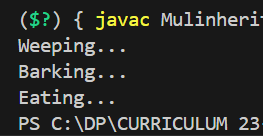 ($?) { javac Mulinherit
Weeping...
Barking...
Eating...
PS C:\DP\CURRICULUM 23-